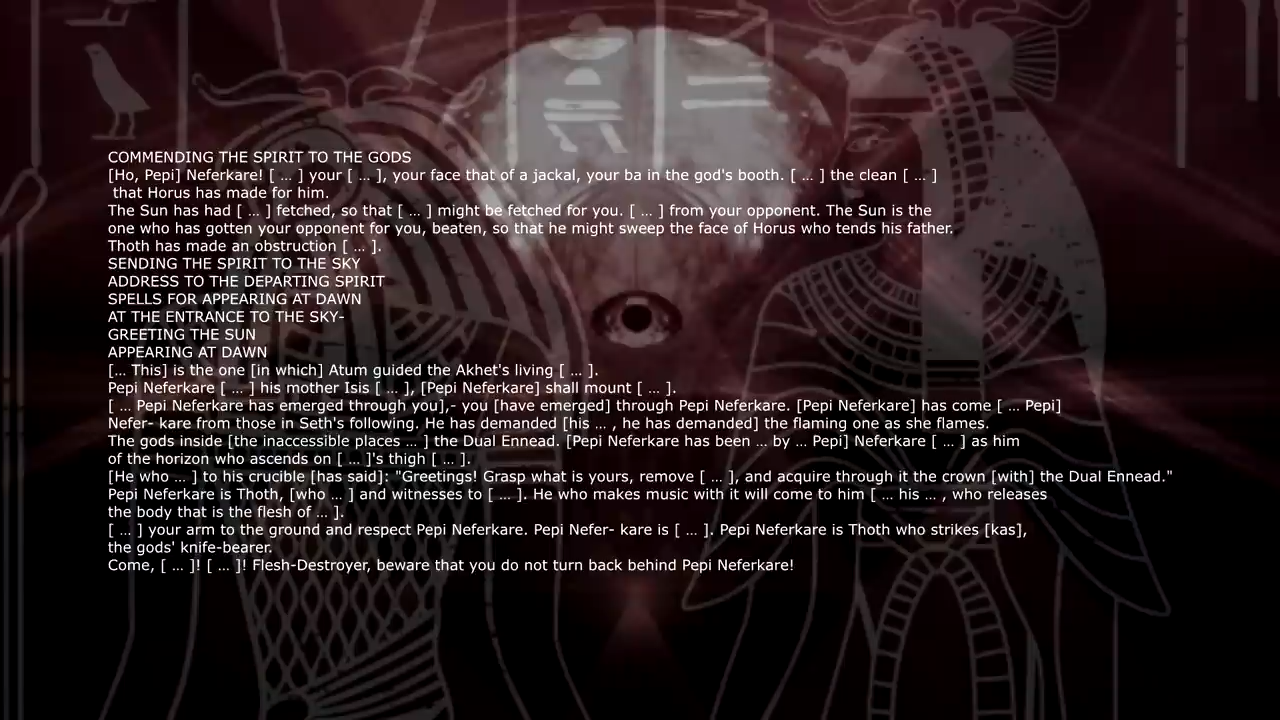 COMMENDING THE SPIRIT TO THE GODS
[Ho, Pepi] Neferkare! [ ... ] your [ ... ], your face that of a jackal, your ba in the god's booth. [ ... ] the clean [ ... ]
that Horus has made for him.
The Sun has had [ ... ] fetched, so that [ ... ] might be fetched for you. [ ... ] from your opponent. The Sun is the
one who has gotten your opponent for you, beaten, so that he might sweep the face of Horus who tends his father.
Thoth has made an obstruction [ ... ].
SENDING THE SPIRIT TO THE SKY
ADDRESS TO THE DEPARTING SPIRIT
SPELLS FOR APPEARING AT DAWN
AT THE ENTRANCE TO THE SKY-
GREETING THE SUN
APPEARING AT DAWN
[... This] is the one [in which] Atum guided the Akhet's living [ ... ].
Pepi Neferkare [ ... ] his mother Isis [ ... ], [Pepi Neferkare] shall mount [ ... ].
[ ... Pepi Neferkare has emerged through you],- you [have emerged] through Pepi Neferkare. [Pepi Neferkare] has come [ ... Pepi]
Nefer- kare from those in Seth's following. He has demanded [his ... , he has demanded] the flaming one as she flames.
The gods inside [the inaccessible places ... ] the Dual Ennead. [Pepi Neferkare has been ... by ... Pepi] Neferkare [ ... ] as him
of the horizon who ascends on [ ... ]'s thigh [ ... ].
[He who ... ] to his crucible [has said]: "Greetings! Grasp what is yours, remove [ ... ], and acquire through it the crown [with] the Dual Ennead."
Pepi Neferkare is Thoth, [who ... ] and witnesses to [ ... ]. He who makes music with it will come to him [ ... his ... , who releases
the body that is the flesh of ... ].
[ ... ] your arm to the ground and respect Pepi Neferkare. Pepi Nefer- kare is [ ... ]. Pepi Neferkare is Thoth who strikes [kas],
the gods' knife-bearer.
Come, [ ... ]! [ ... ]! Flesh-Destroyer, beware that you do not turn back behind Pepi Neferkare!